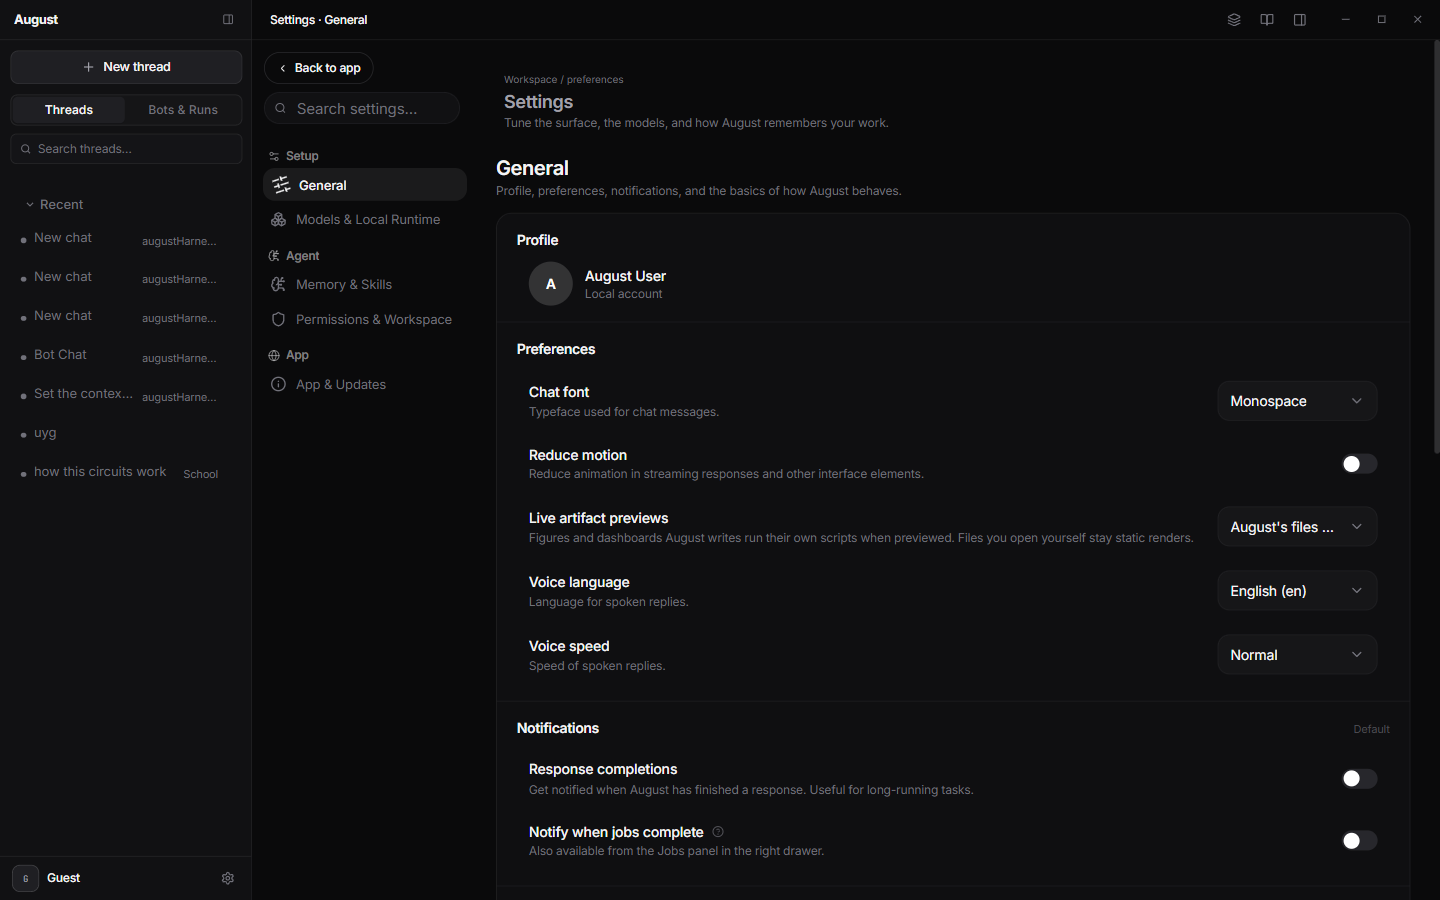 August
Settings · General
New thread
Threads
Bots & Runs
Search threads...
Recent
New chat
augustHarne...
New chat
augustHarne...
New chat
augustHarne...
Bot Chat
augustHarne...
Set the contex...
augustHarne...
uyg
how this circuits work
School
G
Guest
Back to app
Search settings...
Setup
General
Models & Local Runtime
Agent
Memory & Skills
Permissions & Workspace
App
App & Updates
Workspace / preferences
Settings
Tune the surface, the models, and how August remembers your work.
General
Profile, preferences, notifications, and the basics of how August behaves.
Profile
A
August User
Local account
Preferences
Chat font
Typeface used for chat messages.
Monospace
Reduce motion
Reduce animation in streaming responses and other interface elements.
Live artifact previews
Figures and dashboards August writes run their own scripts when previewed. Files you open yourself stay static renders.
August's files ...
Voice language
Language for spoken replies.
English (en)
Voice speed
Speed of spoken replies.
Normal
Notifications
Default
Response completions
Get notified when August has finished a response. Useful for long-running tasks.
Notify when jobs complete
Also available from the Jobs panel in the right drawer.